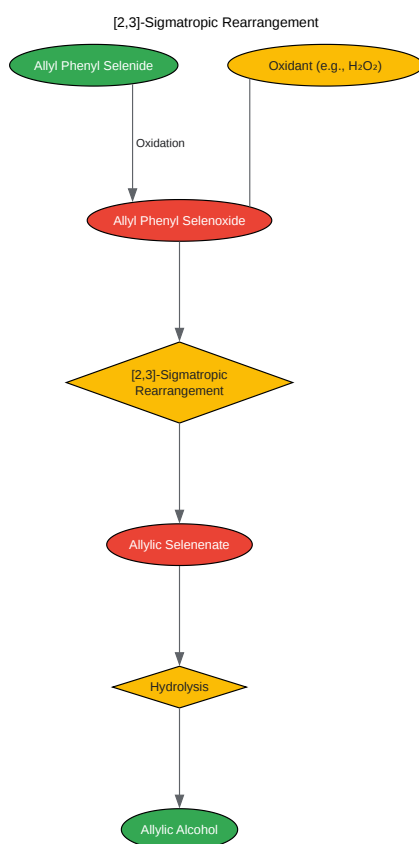 [2,3]-Sigmatropic Rearrangement
Allyl Phenyl Selenide
Oxidant (e.g., H₂O₂)
Oxidation
Allyl Phenyl Selenoxide
[2,3]-Sigmatropic
Rearrangement
Allylic Selenenate
Hydrolysis
Allylic Alcohol